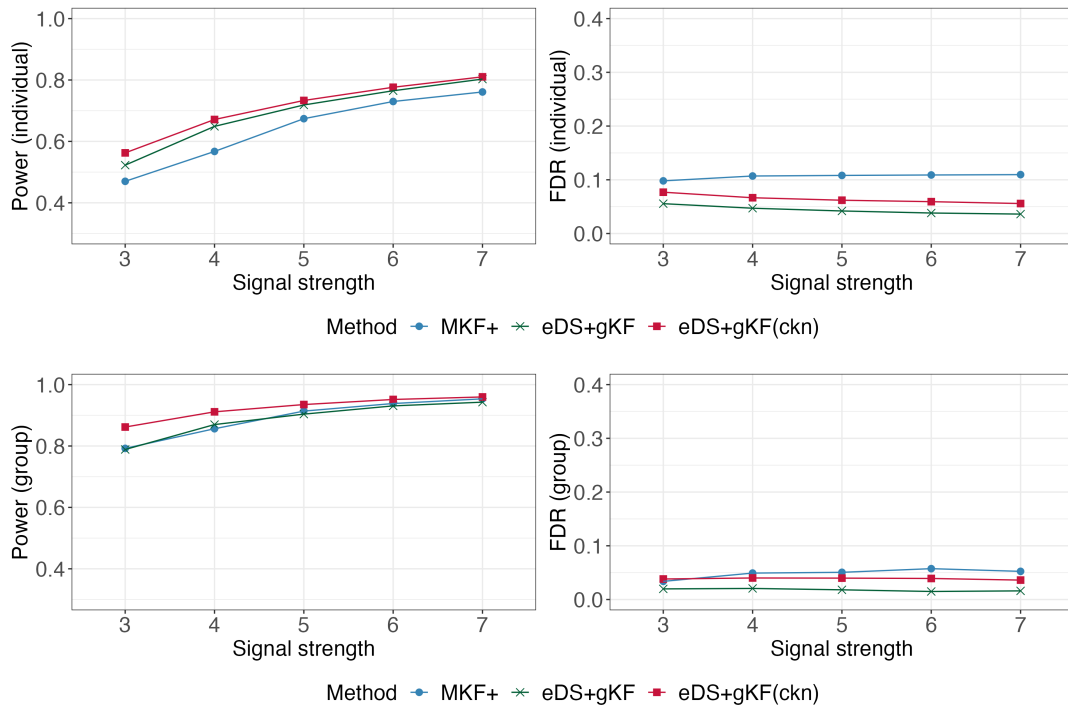 Power (individual)
1.0
0.8
0.6
0.4
3 4 5 6 7
Signal strength
FDR (individual)
0.4
0.3
0.2
0.1
0.0
3 4 5 6 7
Signal strength
Method MKF+ eDS+gKF eDS+gKF(ckn)
Power (group)
1.0
0.8
0.6
0.4
3 4 5 6 7
Signal strength
FDR (group)
0.4
0.3
0.2
0.1
0.0
3 4 5 6 7
Signal strength
Method MKF+ eDS+gKF eDS+gKF(ckn)